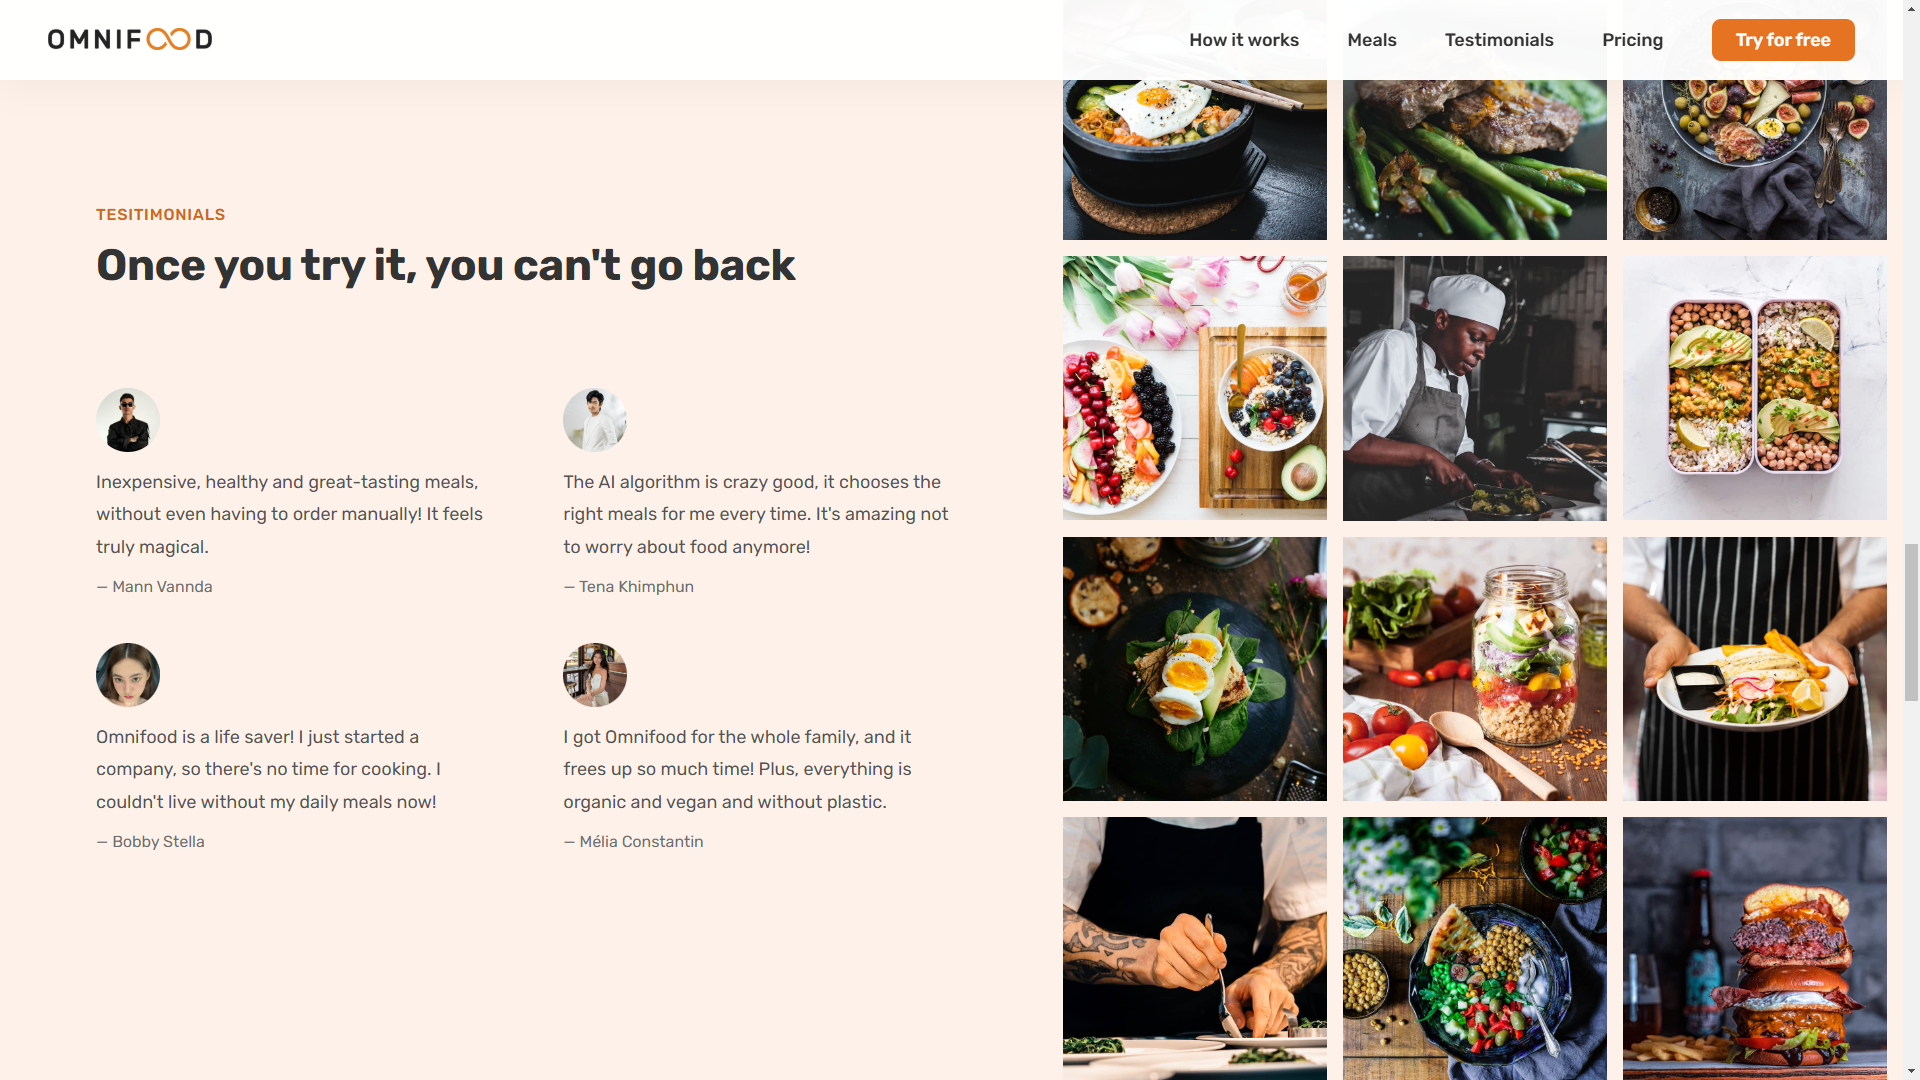 OMNIFOOD
How it works Meals Testimonials Pricing Try for free
TESITIMONIALS
Once you try it, you can't go back
Inexpensive, healthy and great-tasting meals,
without even having to order manually! It feels
truly magical.
— Mann Vannda
The AI algorithm is crazy good, it chooses the
right meals for me every time. It's amazing not
to worry about food anymore!
— Tena Khimphun
Omnifood is a life saver! I just started a
company, so there's no time for cooking. I
couldn't live without my daily meals now!
— Bobby Stella
I got Omnifood for the whole family, and it
frees up so much time! Plus, everything is
organic and vegan and without plastic.
— Mélia Constantin